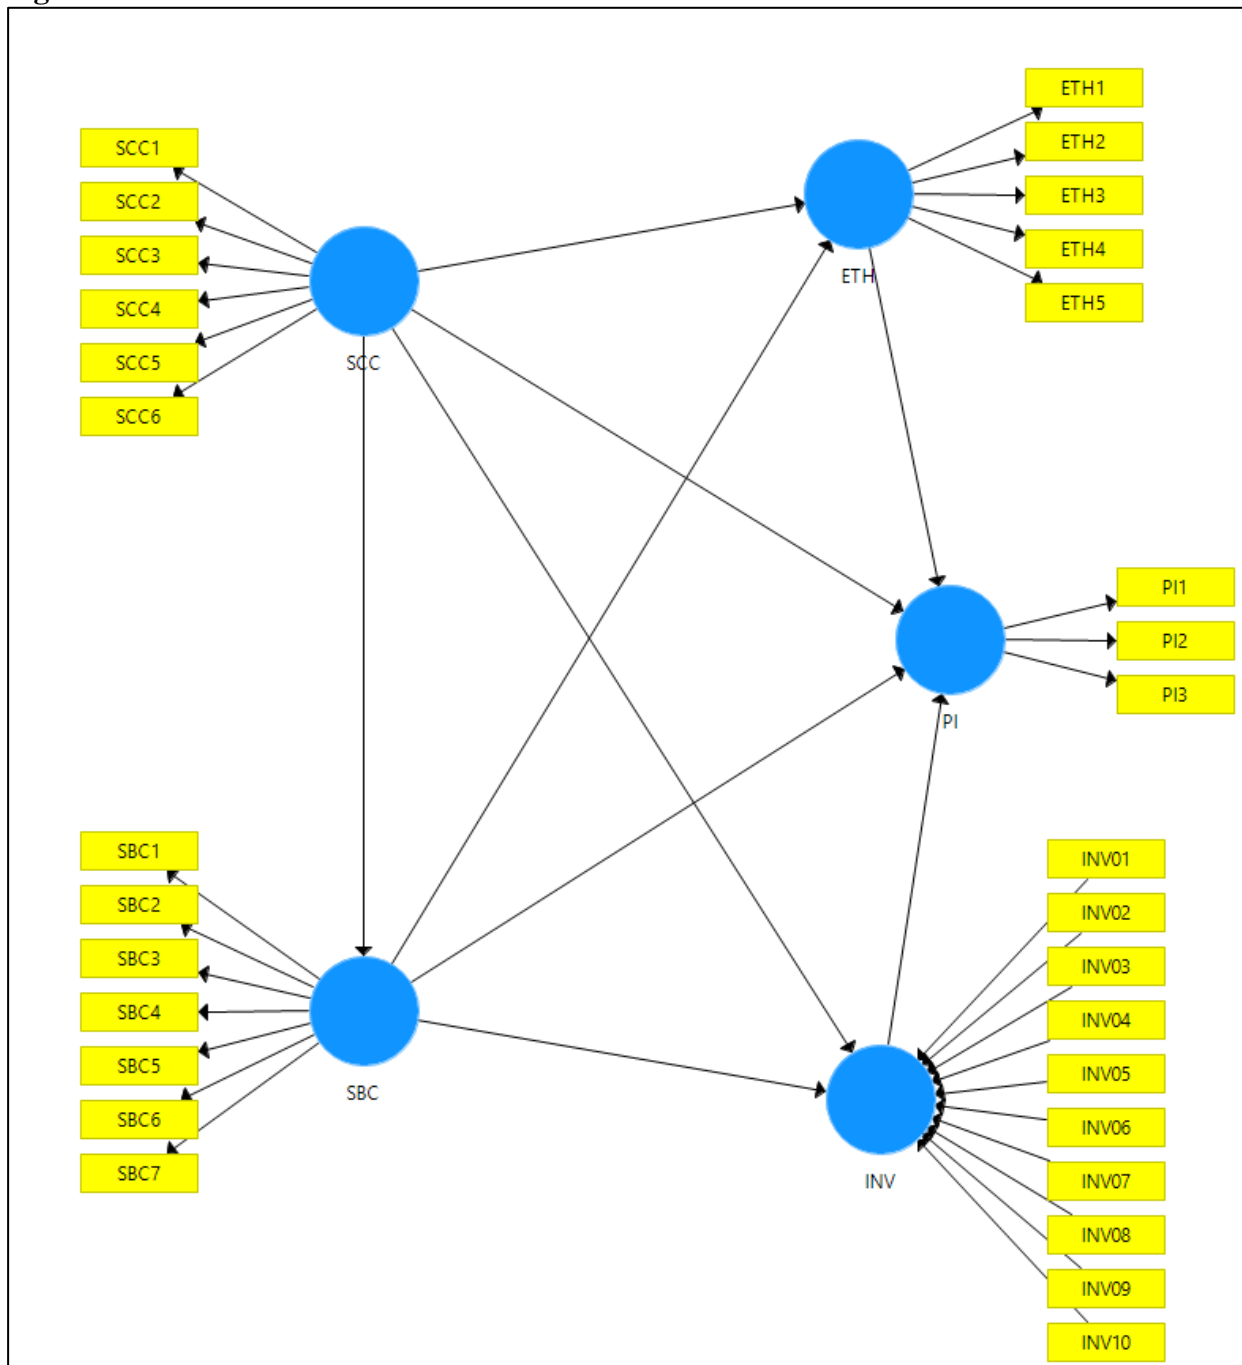 SCC1
SCC2
SCC3
SCC4
SCC5
SCC6
SCC
ETH1
ETH2
ETH3
ETH4
ETH5
ETH
PI1
PI2
PI3
PI
SBC1
SBC2
SBC3
SBC4
SBC5
SBC6
SBC7
SBC
INV01
INV02
INV03
INV04
INV05
INV06
INV07
INV08
INV09
INV10
INV